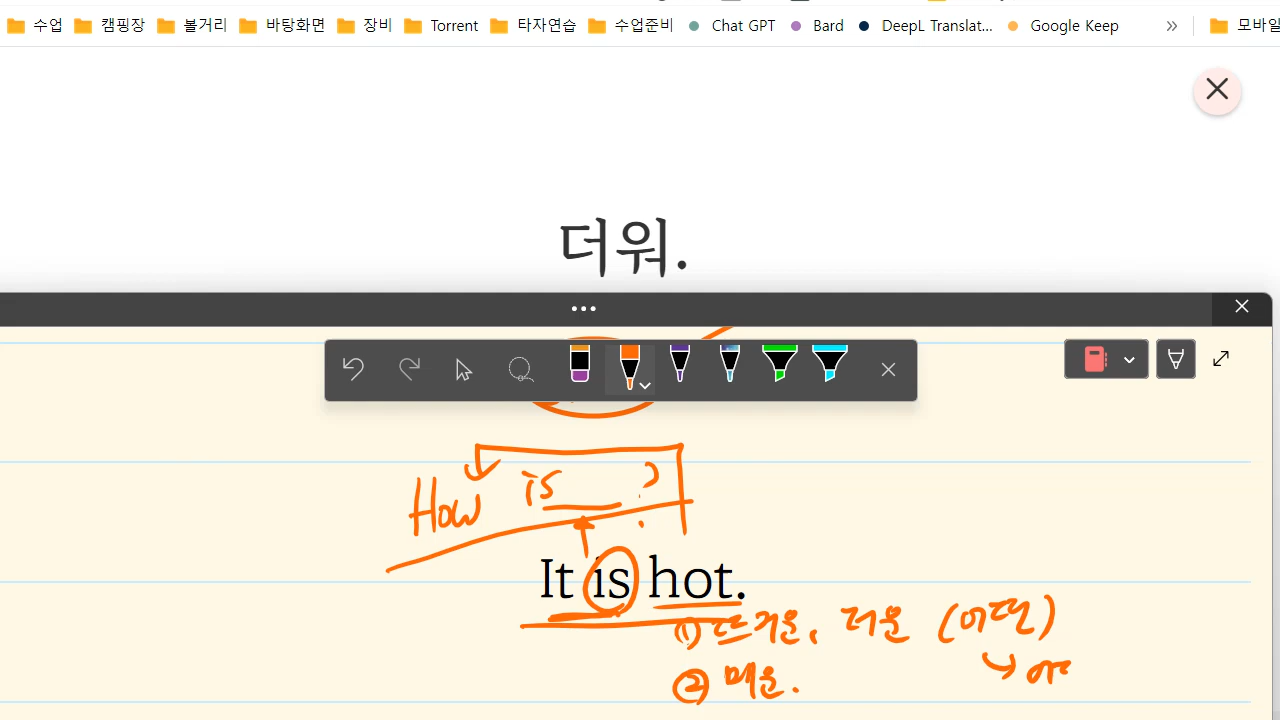 수업 캠핑장 볼거리 바탕화면 장비 Torrent 타자연습 수업준비 Chat GPT Bard DeepL Translat... Google Keep » 모바일
더워.
How is ___ ?
It is hot.
① 뜨거운, 더운 (어떤)
② 매운.